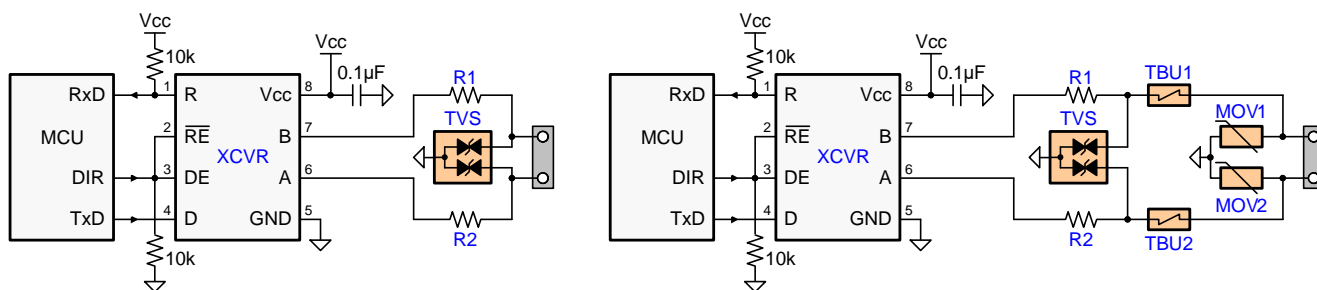 Vcc
10k
Vcc
0.1µF
RxD
1
R
Vcc
8
R1
MCU
2
RE
B
7
TVS
XCVR
DIR
3
DE
A
6
TxD
4
D
GND
5
R2
10k
Vcc
10k
Vcc
0.1µF
RxD
1
R
Vcc
8
R1
TBU1
MCU
2
RE
B
7
TVS
MOV1
XCVR
DIR
3
DE
A
6
MOV2
TxD
4
D
GND
5
R2
TBU2
10k